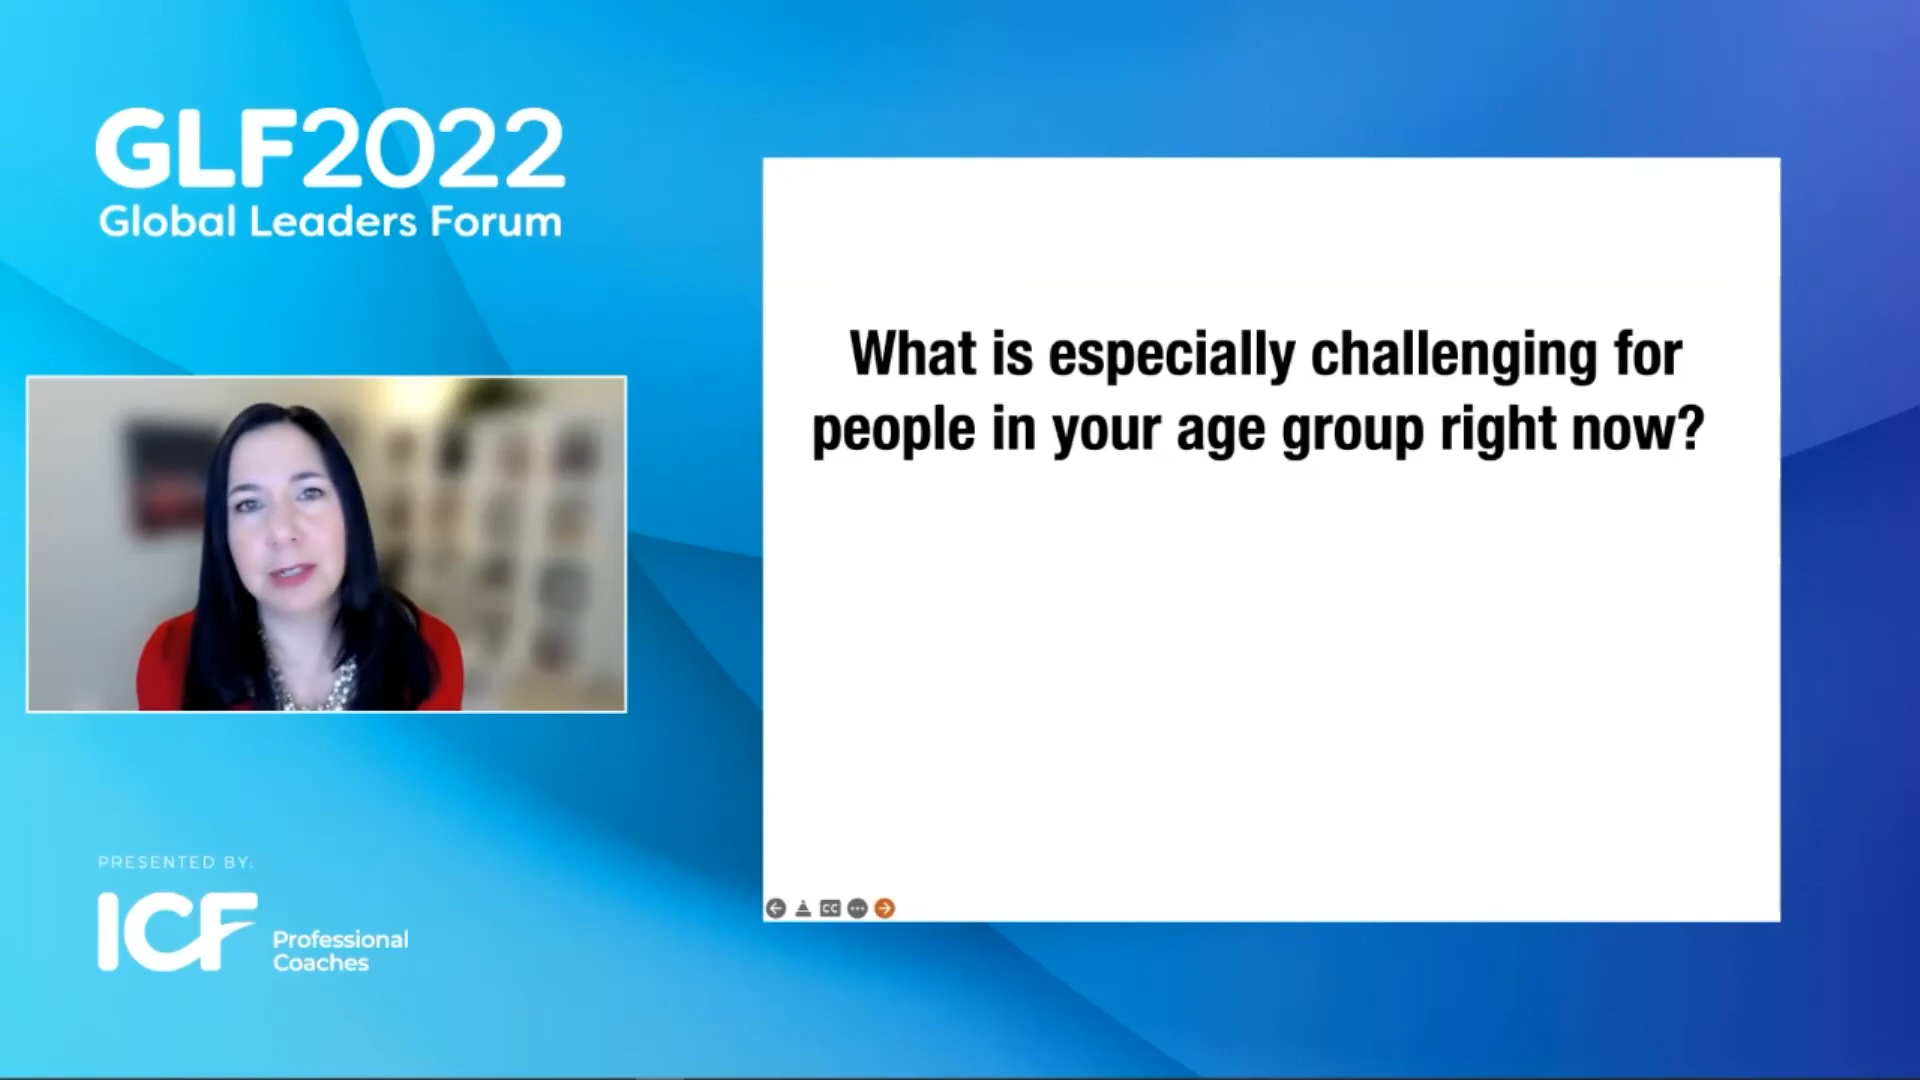 GLF2022
Global Leaders Forum
What is especially challenging for
people in your age group right now?
PRESENTED BY:
ICF
Professional
Coaches
CC